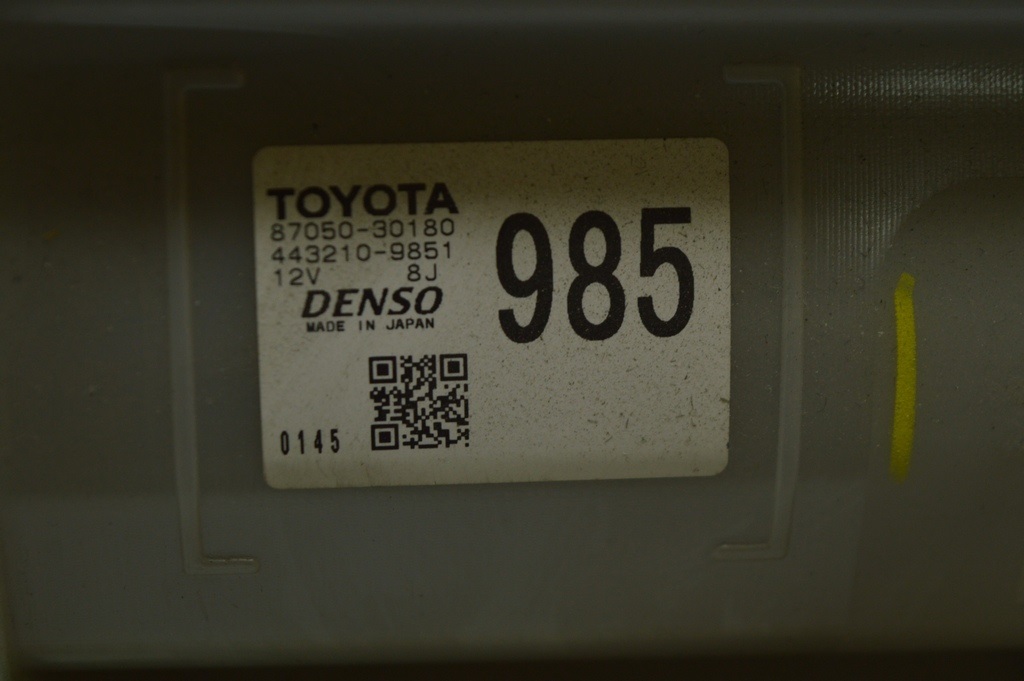 TOYOTA
87050-30180
443210-9851
12V 8J
DENSO
MADE IN JAPAN
985
0145